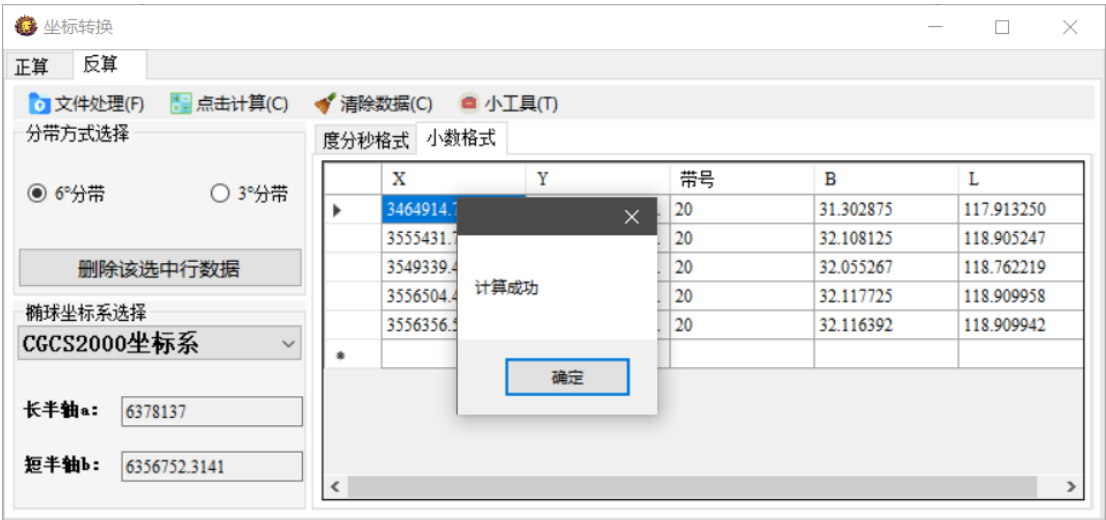 坐标转换
正算 反算
文件处理(F) 点击计算(C) 清除数据(C) 小工具(T)
分带方式选择
6°分带 3°分带
删除该选中行数据
椭球坐标系选择
CGCS2000坐标系
长半轴a: 6378137
短半轴b: 6356752.3141
度分秒格式 小数格式
X Y 带号 B L
3464914.7 20 31.302875 117.913250
3555431.7 20 32.108125 118.905247
3549339.4 20 32.055267 118.762219
3556504.4 20 32.117725 118.909958
3556356.5 20 32.116392 118.909942
计算成功
确定